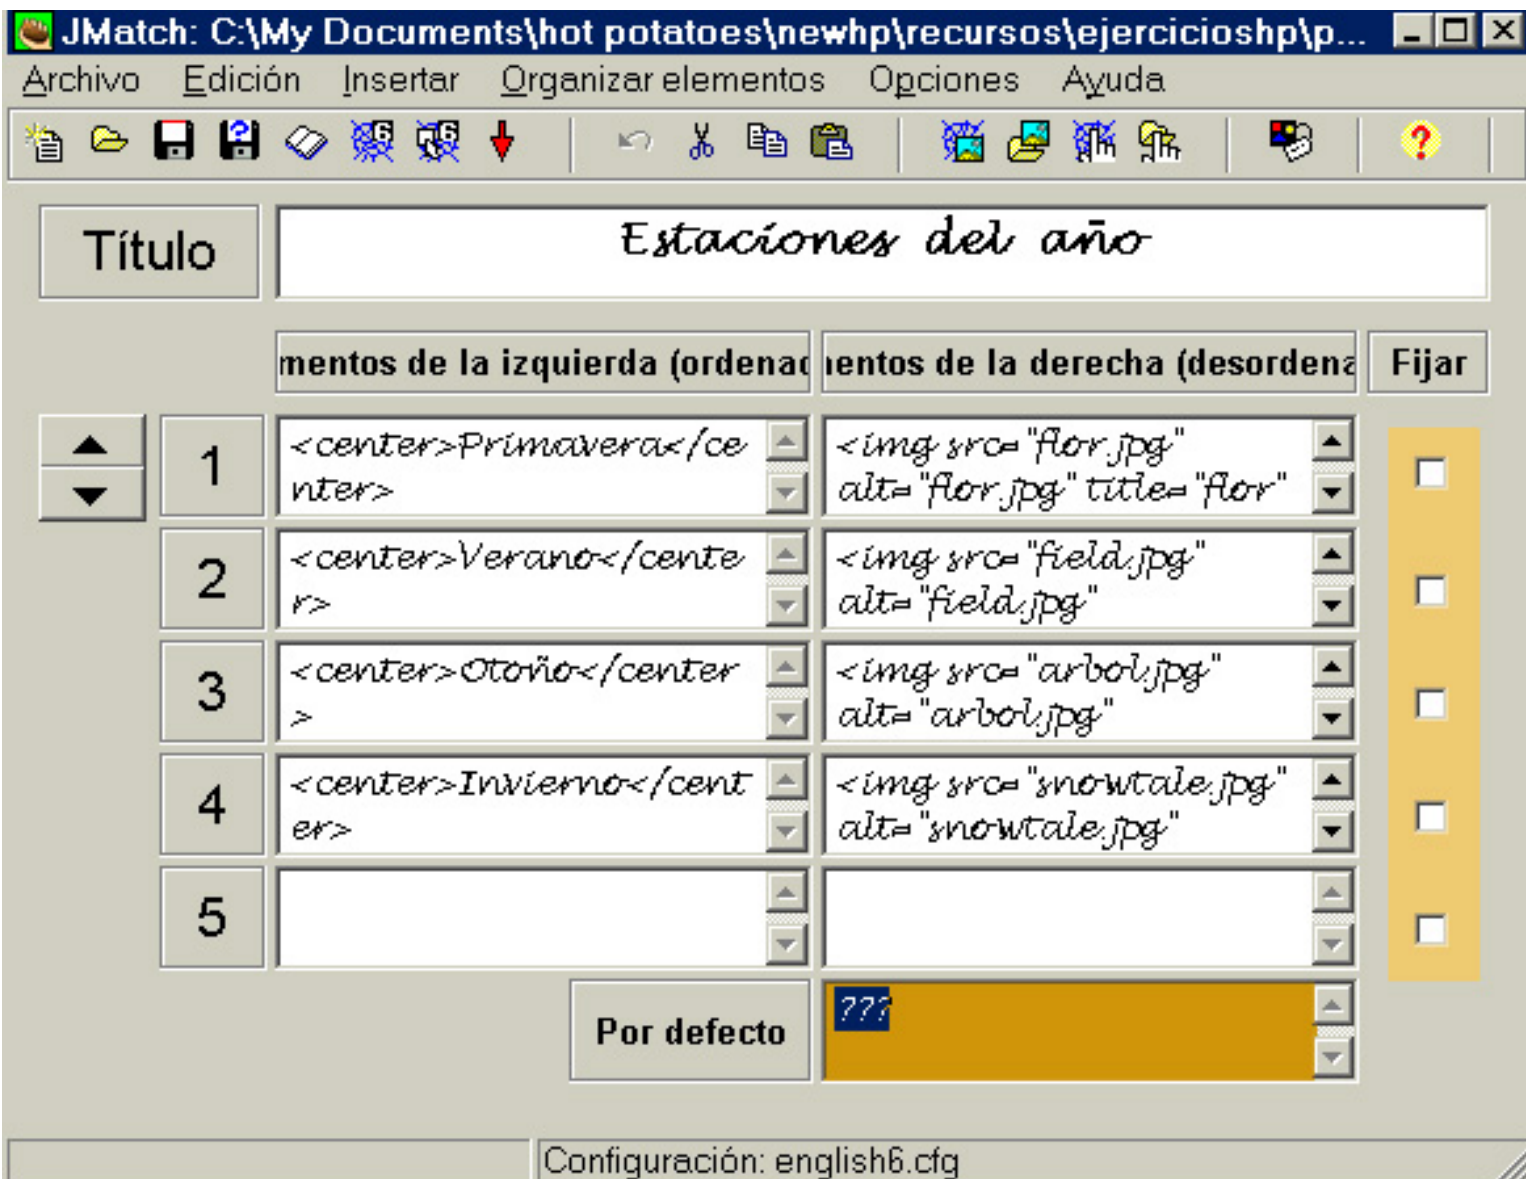 JMatch: C:\My Documents\hot potatoes\newhp\recursos\ejercicioshp\p...
Archivo Edición Insertar Organizar elementos Opciones Ayuda
Título
Estaciones del año
mentos de la izquierda (ordenad
nentos de la derecha (desordena
Fijar
1
<center>Primavera</ce
nter>
<img src="flor.jpg"
alt="flor.jpg" title="flor"
2
<center>Verano</cente
r>
<img src="field.jpg"
alt="field.jpg"
3
<center>Otoño</center
>
<img src="arbol.jpg"
alt="arbol.jpg"
4
<center>Invierno</cent
er>
<img src="snowtale.jpg"
alt="snowtale.jpg"
5
Por defecto
???
Configuración: english6.cfg